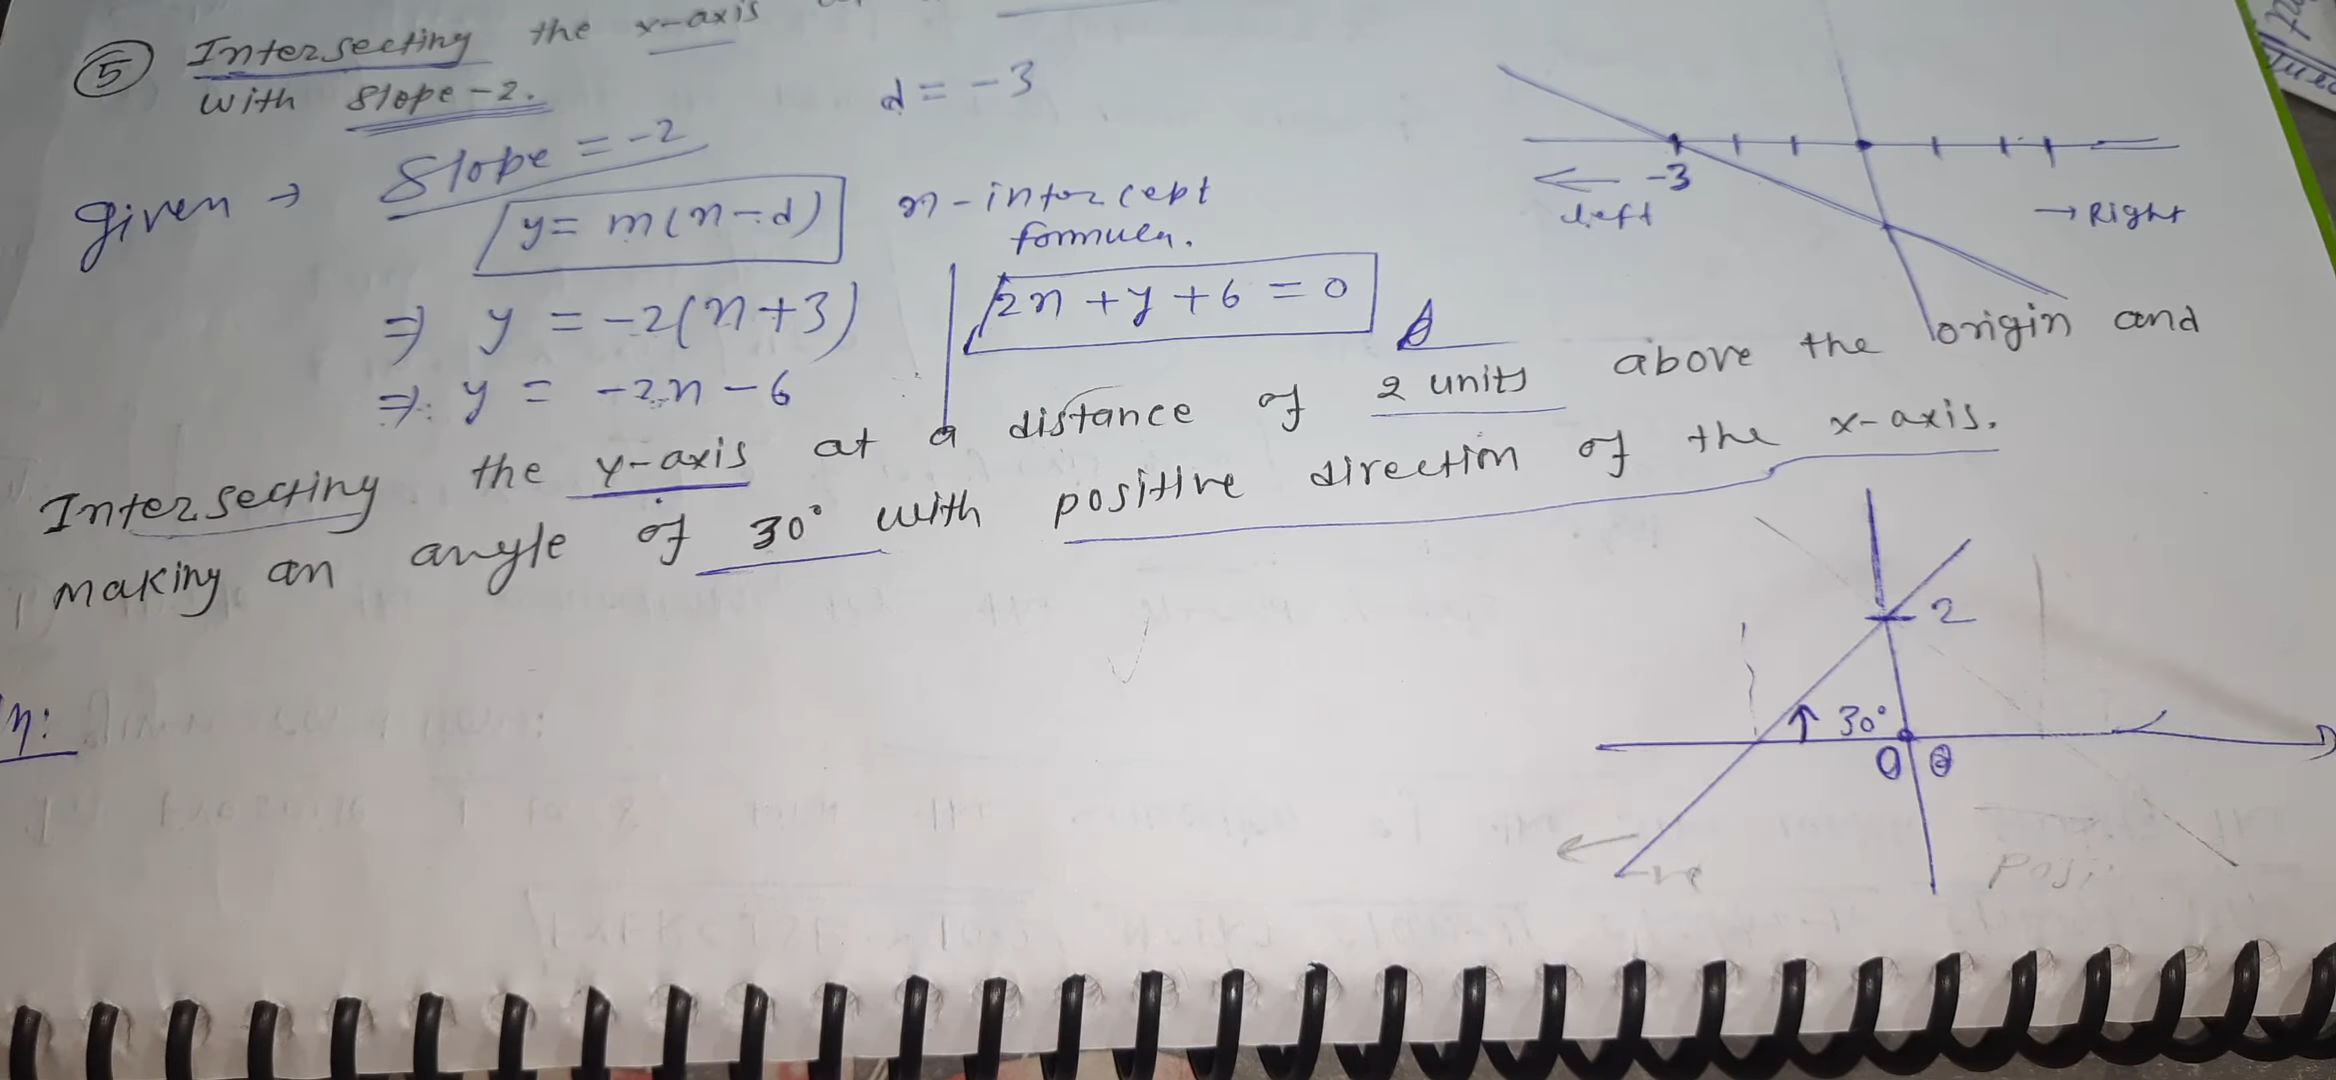 ⑤ Intersecting the x-axis
with slope -2.
d = -3
given → Slope = -2
y = m(x-d) x-intercept
formula.
⇒ y = -2(x+3)
2x + y + 6 = 0
⇒ y = -2x - 6
-3
left → Right
Intersecting the y-axis at a distance of 2 units above the origin and
making an angle of 30° with positive direction of the x-axis.
2
↑ 30°
0 θ